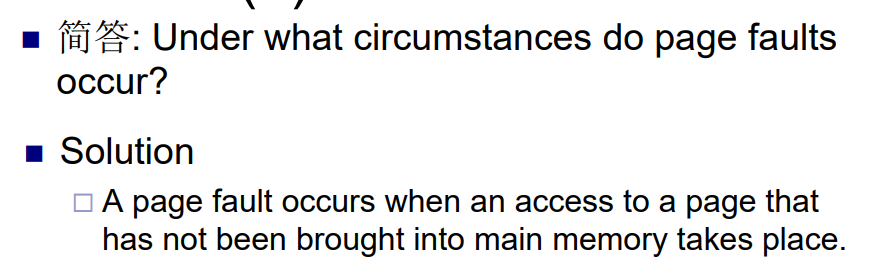 简答: Under what circumstances do page faults
occur?
Solution
A page fault occurs when an access to a page that
has not been brought into main memory takes place.